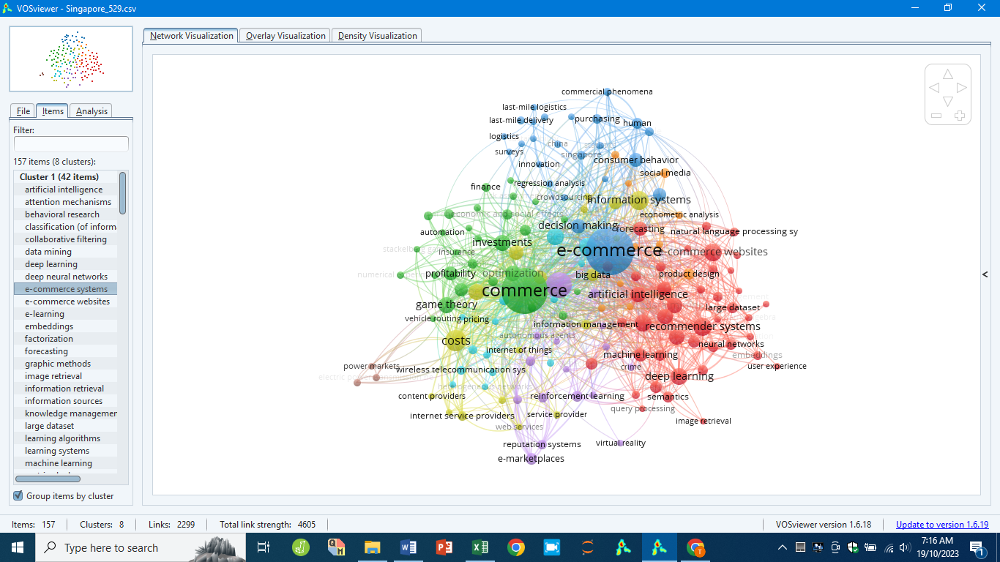 VOSviewer - Singapore_529.csv
Network Visualization
Overlay Visualization
Density Visualization
File
Items
Analysis
Filter:
157 items (8 clusters):
Cluster 1 (42 items)
artificial intelligence
attention mechanisms
behavioral research
classification (of inform
collaborative filtering
data mining
deep learning
deep neural networks
e-commerce systems
e-commerce websites
e-learning
embeddings
factorization
forecasting
graphic methods
image retrieval
information retrieval
information sources
knowledge managemen
large dataset
learning algorithms
learning systems
machine learning
Group items by cluster
commercial phenomena
last-mile logistics
last-mile delivery
purchasing
human
logistics
china
surveys
singapore
consumer behavior
innovation
social media
regression analysis
finance
crowdsourcing
information systems
economic and social effects
econometric analysis
decision making
forecasting
automation
natural language processing sy
investments
e-commerce
e-commerce websites
insurance
profitability
optimization
big data
product design
commerce
artificial intelligence
game theory
large dataset
vehicle routing
pricing
information management
recommender systems
autonomous agents
costs
neural networks
internet of things
machine learning
embeddings
power markets
wireless telecommunication sys
crime
user experience
deep learning
heterogeneous networks
content providers
reinforcement learning
semantics
query processing
internet service providers
service provider
image retrieval
web services
reputation systems
virtual reality
e-marketplaces
<
Items: 157
Clusters: 8
Links: 2299
Total link strength: 4605
VOSviewer version 1.6.18
Update to version 1.6.19
Type here to search
7:16 AM
19/10/2023
1